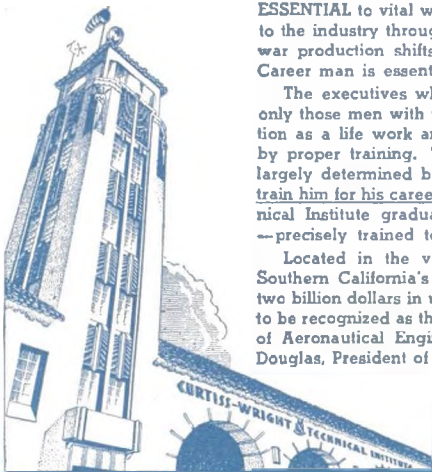 ESSENTIAL to vital w
to the industry throug
war production shifts
Career man is essent
The executives wh
only those men with
tion as a life work an
by proper training.
largely determined b
train him for his caree
nical Institute gradua
—precisely trained to
Located in the v
Southern California's
two billion dollars in u
to be recognized as th
of Aeronautical Engi
Douglas, President of
CURTISS-WRIGHT TECHNICAL INSTITUTE